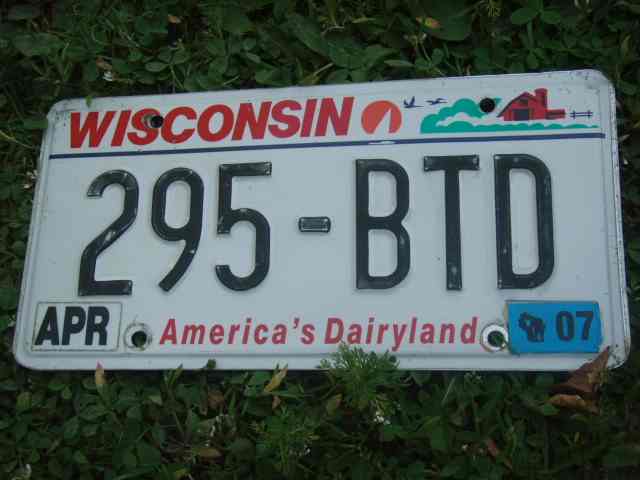 WISCONSIN
295-BTD
APR America's Dairyland 07